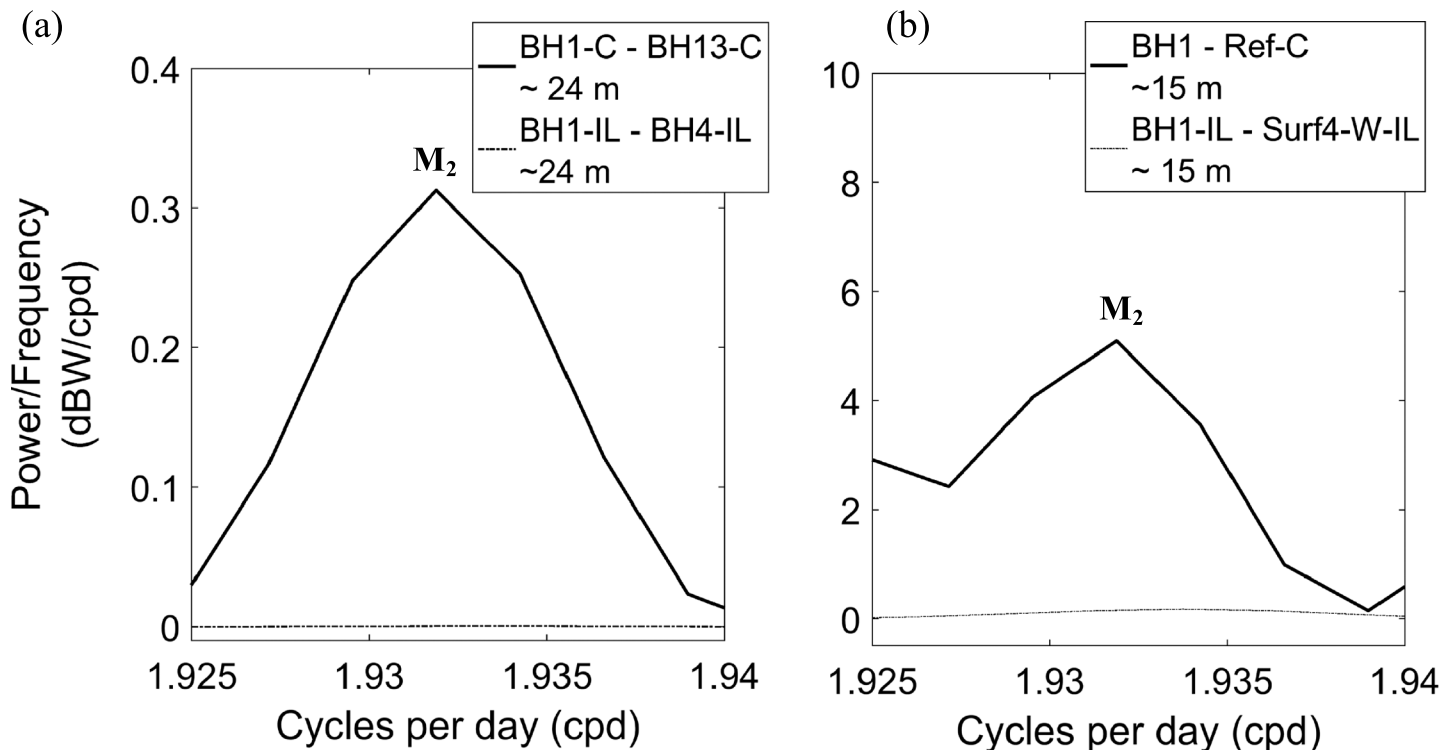 (a)
BH1-C - BH13-C
~ 24 m
BH1-IL - BH4-IL
~24 m
M₂
0.4
0.3
0.2
0.1
0
Power/Frequency
(dBW/cpd)
1.925
1.93
1.935
1.94
Cycles per day (cpd)
(b)
BH1 - Ref-C
~15 m
BH1-IL - Surf4-W-IL
~ 15 m
M₂
10
8
6
4
2
0
1.925
1.93
1.935
1.94
Cycles per day (cpd)